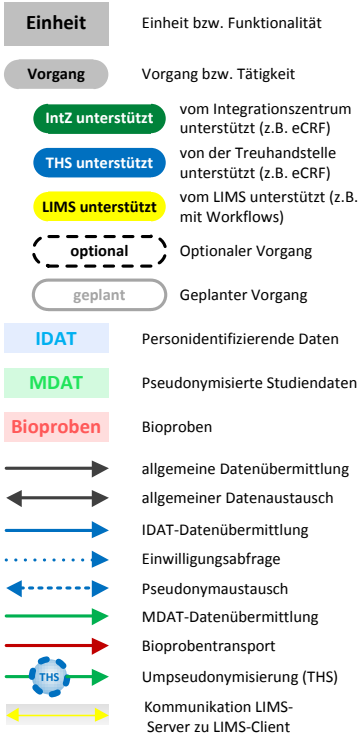 Einheit
Einheit bzw. Funktionalität
Vorgang
Vorgang bzw. Tätigkeit
IntZ unterstützt
vom Integrationszentrum
unterstützt (z.B. eCRF)
THS unterstützt
von der Treuhandstelle
unterstützt (z.B. eCRF)
LIMS unterstützt
vom LIMS unterstützt (z.B.
mit Workflows)
optional
Optionaler Vorgang
geplant
Geplanter Vorgang
IDAT
Personidentifizierende Daten
MDAT
Pseudonymisierte Studiendaten
Bioproben
Bioproben
allgemeine Datenübermittlung
allgemeiner Datenaustausch
IDAT-Datenübermittlung
Einwilligungsabfrage
Pseudonymaustausch
MDAT-Datenübermittlung
Bioprobentransport
THS
Umpseudonymisierung (THS)
Kommunikation LIMS-
Server zu LIMS-Client